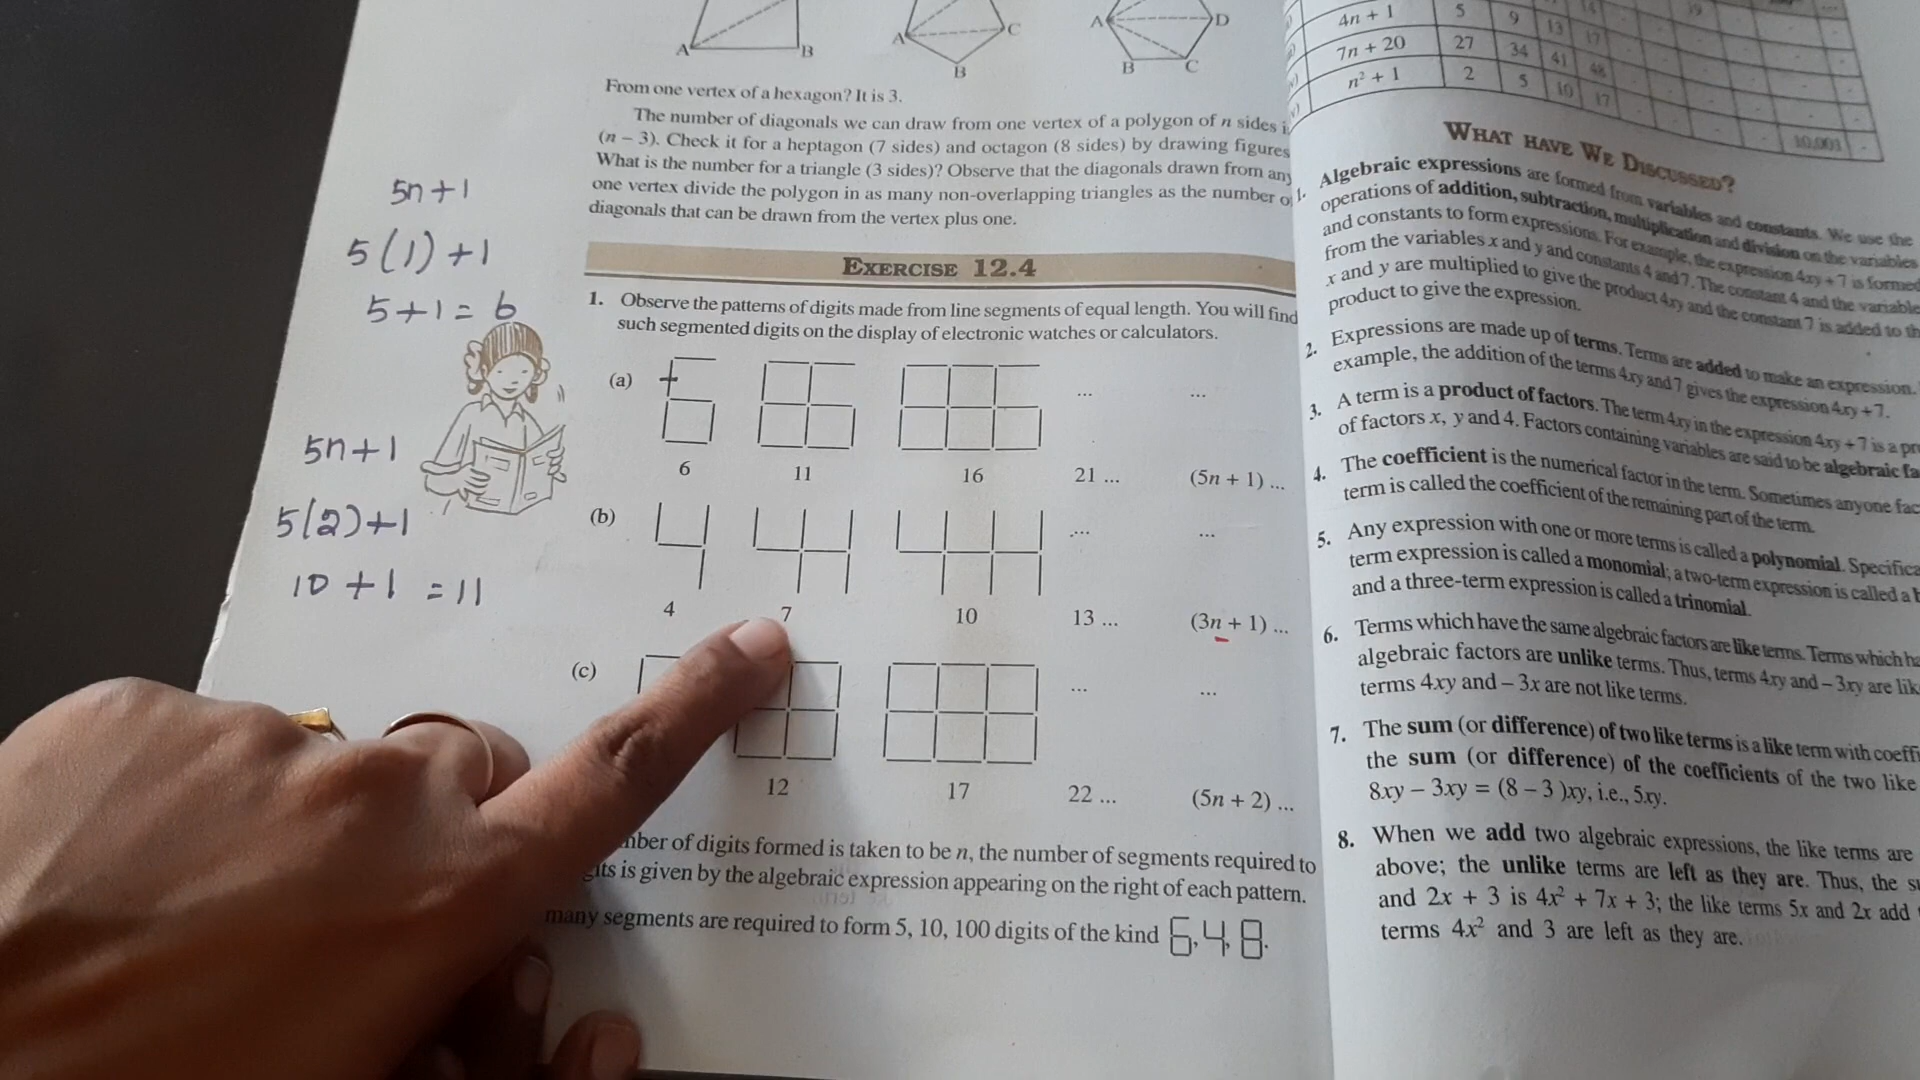 A B
A B C
A B C D
From one vertex of a hexagon? It is 3.
The number of diagonals we can draw from one vertex of a polygon of n sides
(n – 3). Check it for a heptagon (7 sides) and octagon (8 sides) by drawing figures
What is the number for a triangle (3 sides)? Observe that the diagonals drawn from any
one vertex divide the polygon in as many non-overlapping triangles as the number
diagonals that can be drawn from the vertex plus one.
EXERCISE 12.4
1. Observe the patterns of digits made from line segments of equal length. You will find
such segmented digits on the display of electronic watches or calculators.
(a) ... ...
6 11 16 21 ... (5n + 1) ...
(b) ... ...
4 7 10 13 ... (3n + 1) ...
(c) ... ...
12 17 22 ... (5n + 2) ...
of digits formed is taken to be n, the number of segments required to
is given by the algebraic expression appearing on the right of each pattern.
many segments are required to form 5, 10, 100 digits of the kind 6, 4, 8.
5n+1
5(1)+1
5+1=6
5n+1
5(2)+1
10+1=11
4n + 1 5 9 13 17
7n + 20 27 34 41 48
n² + 1 2 5 10 17 10,001
WHAT HAVE WE DISCUSSED?
1. Algebraic expressions are formed from variables and constants. We use the
operations of addition, subtraction, multiplication and division on the variables
and constants to form expressions. For example, the expression 4xy + 7 is formed
from the variables x and y and constants 4 and 7. The constant 4 and the variables
x and y are multiplied to give the product 4xy and the constant 7 is added to
product to give the expression.
2. Expressions are made up of terms. Terms are added to make an expression.
example, the addition of the terms 4xy and 7 gives the expression 4xy + 7.
3. A term is a product of factors. The term 4xy in the expression 4xy + 7 is a
of factors x, y and 4. Factors containing variables are said to be algebraic
4. The coefficient is the numerical factor in the term. Sometimes anyone
term is called the coefficient of the remaining part of the term.
5. Any expression with one or more terms is called a polynomial.
term expression is called a monomial; a two-term expression is called a
and a three-term expression is called a trinomial.
6. Terms which have the same algebraic factors are like terms. Terms which
algebraic factors are unlike terms. Thus, terms 4xy and – 3xy are
terms 4xy and – 3x are not like terms.
7. The sum (or difference) of two like terms is a like term with
the sum (or difference) of the coefficients of the two like
8xy – 3xy = (8 – 3 )xy, i.e., 5xy.
8. When we add two algebraic expressions, the like terms are
above; the unlike terms are left as they are. Thus, the
and 2x + 3 is 4x² + 7x + 3; the like terms 5x and 2x add
terms 4x² and 3 are left as they are.